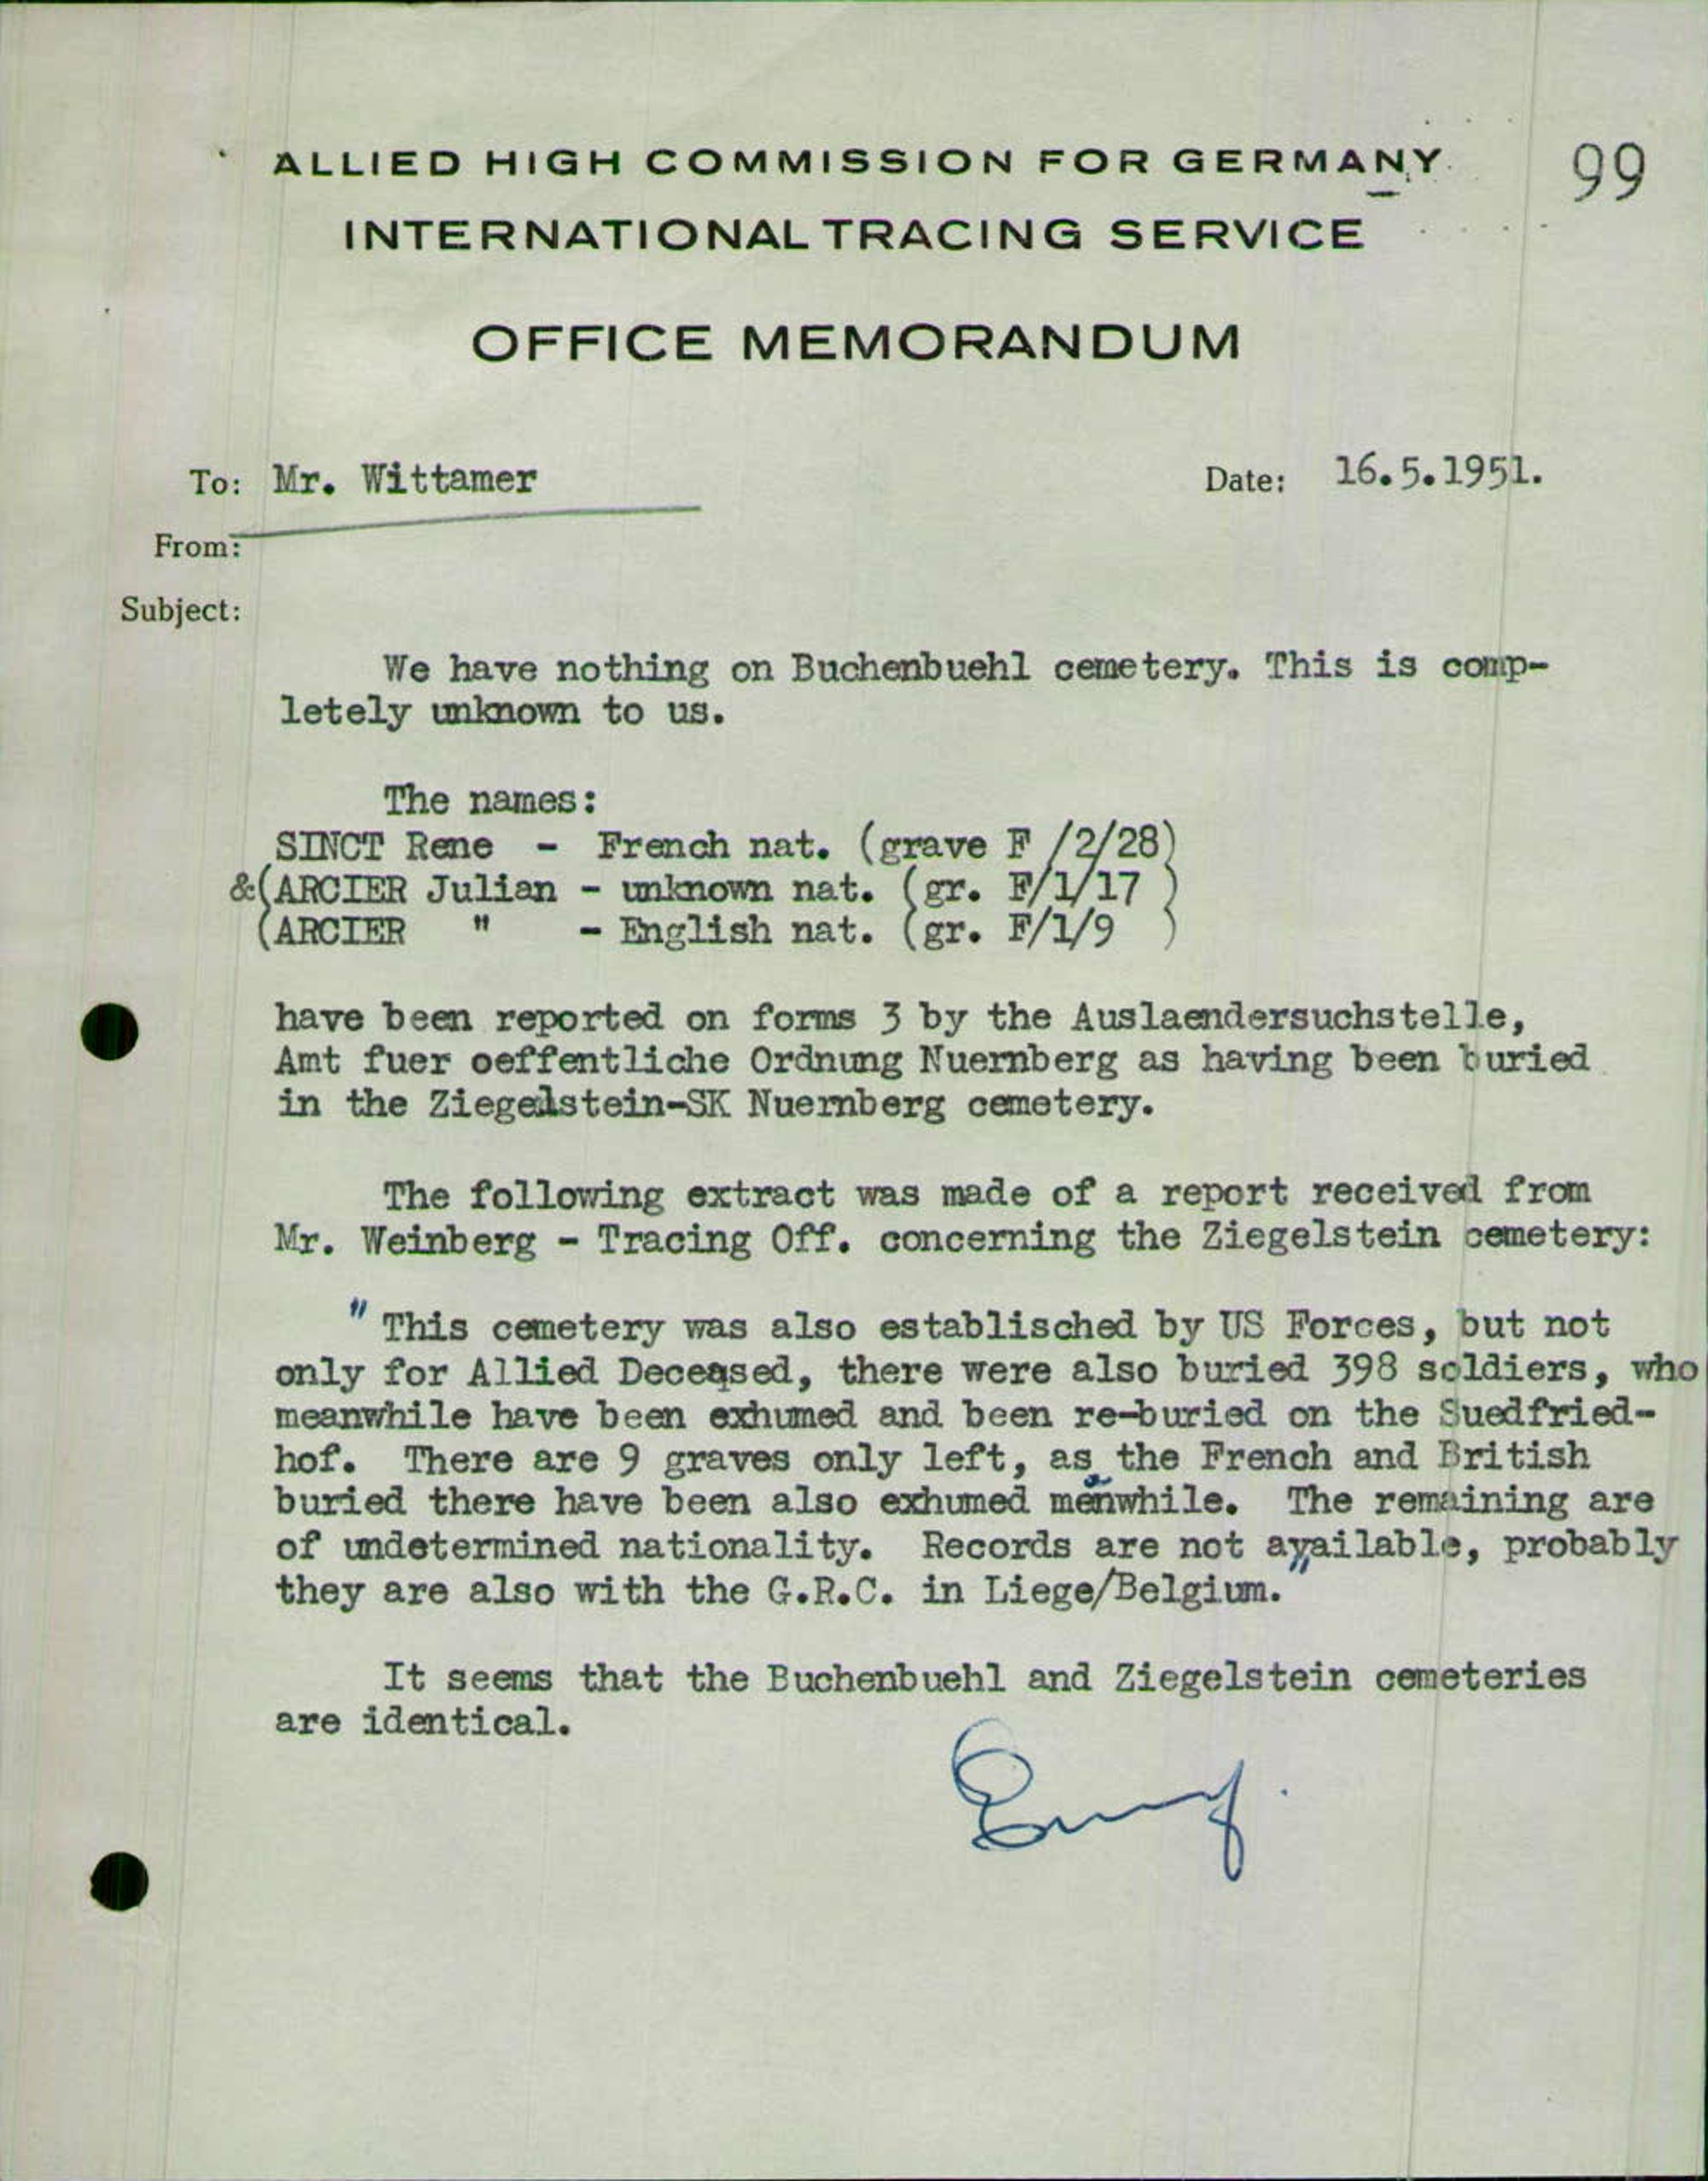 ALLIED HIGH COMMISSION FOR GERMANY
99
INTERNATIONAL TRACING SERVICE
OFFICE MEMORANDUM
To: Mr. Wittamer
Date: 16.5.1951.
From:
Subject:
We have nothing on Buchenbuehl cemetery. This is comp-
letely unknown to us.
The names:
SINCT Rene - French nat. (grave F /2/28)
&(ARCIER Julian - unknown nat. (gr. F/1/17 )
(ARCIER " - English nat. (gr. F/1/9 )
have been reported on forms 3 by the Auslaendersuchstelle,
Amt fuer oeffentliche Ordnung Nuernberg as having been buried
in the Ziegelstein-SK Nuernberg cemetery.
The following extract was made of a report received from
Mr. Weinberg - Tracing Off. concerning the Ziegelstein cemetery:
" This cemetery was also establisched by US Forces, but not
only for Allied Deceased, there were also buried 398 soldiers, who
meanwhile have been exhumed and been re-buried on the Suedfried-
hof. There are 9 graves only left, as the French and British
buried there have been also exhumed meanwhile. The remaining are
of undetermined nationality. Records are not available, probably
they are also with the G.R.C. in Liege/Belgium."
It seems that the Buchenbuehl and Ziegelstein cemeteries
are identical.